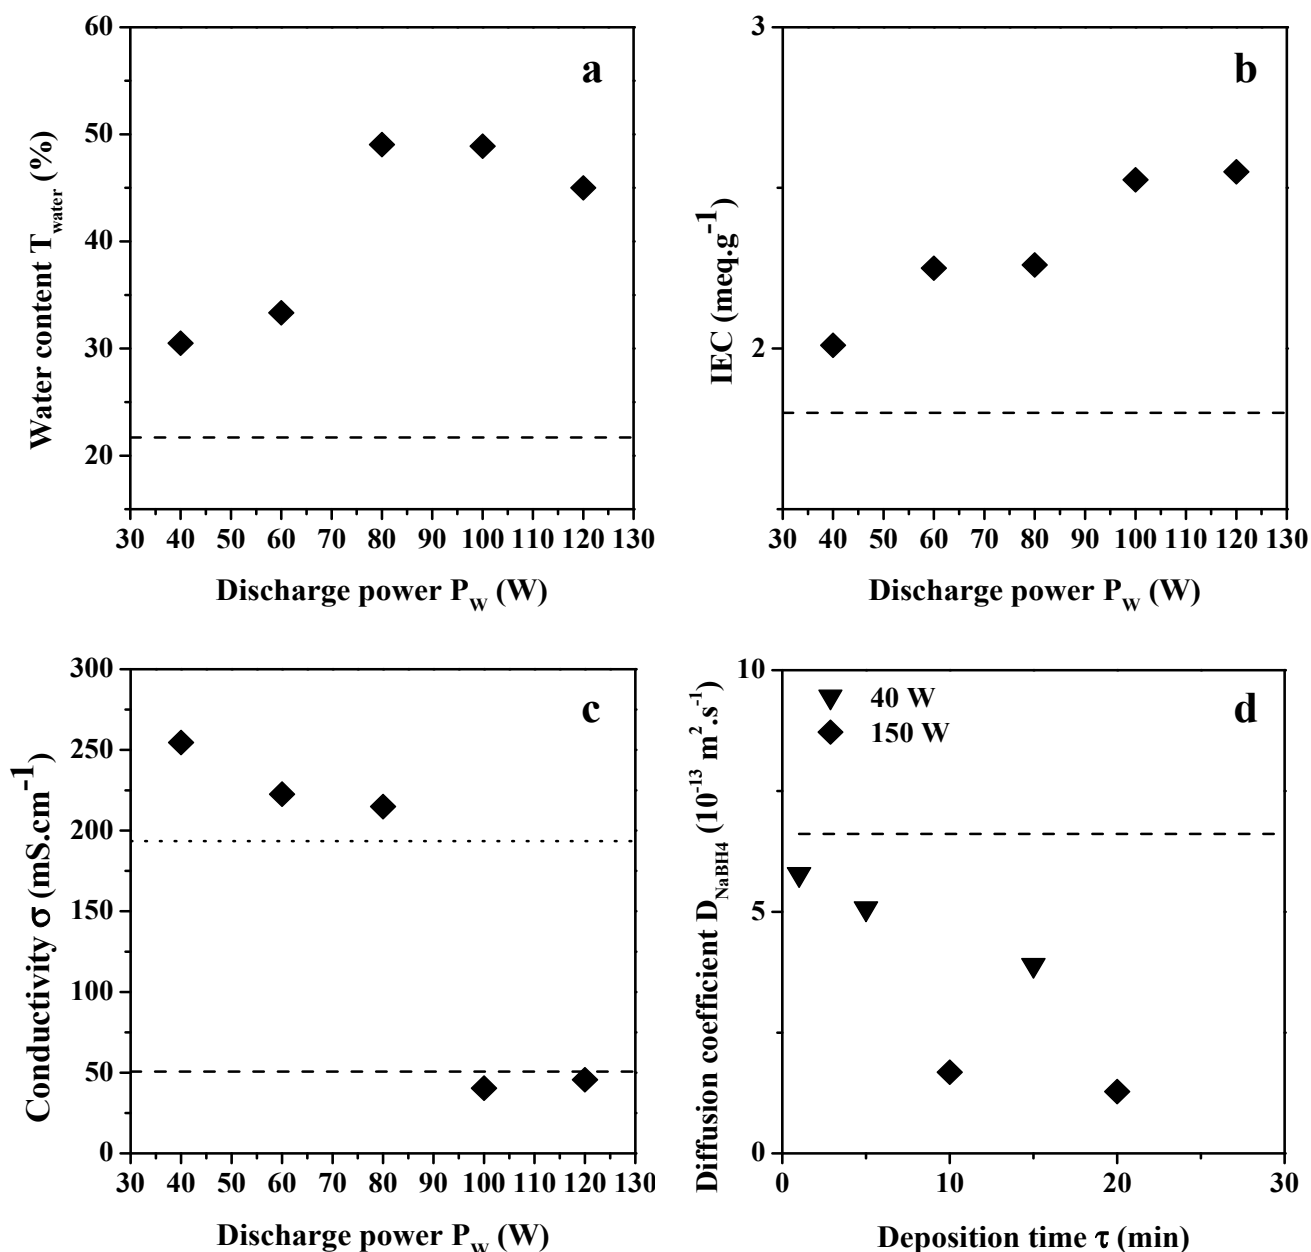 60
50
40
30
20
Water content T_water (%)
a
30 40 50 60 70 80 90 100 110 120 130
Discharge power P_W (W)
3
2
IEC (meq.g⁻¹)
b
30 40 50 60 70 80 90 100 110 120 130
Discharge power P_W (W)
300
250
200
150
100
50
0
Conductivity σ (mS.cm⁻¹)
c
30 40 50 60 70 80 90 100 110 120 130
Discharge power P_W (W)
10
5
0
Diffusion coefficient D_NaBH4 (10⁻¹³ m².s⁻¹)
40 W
150 W
d
0 10 20 30
Deposition time τ (min)